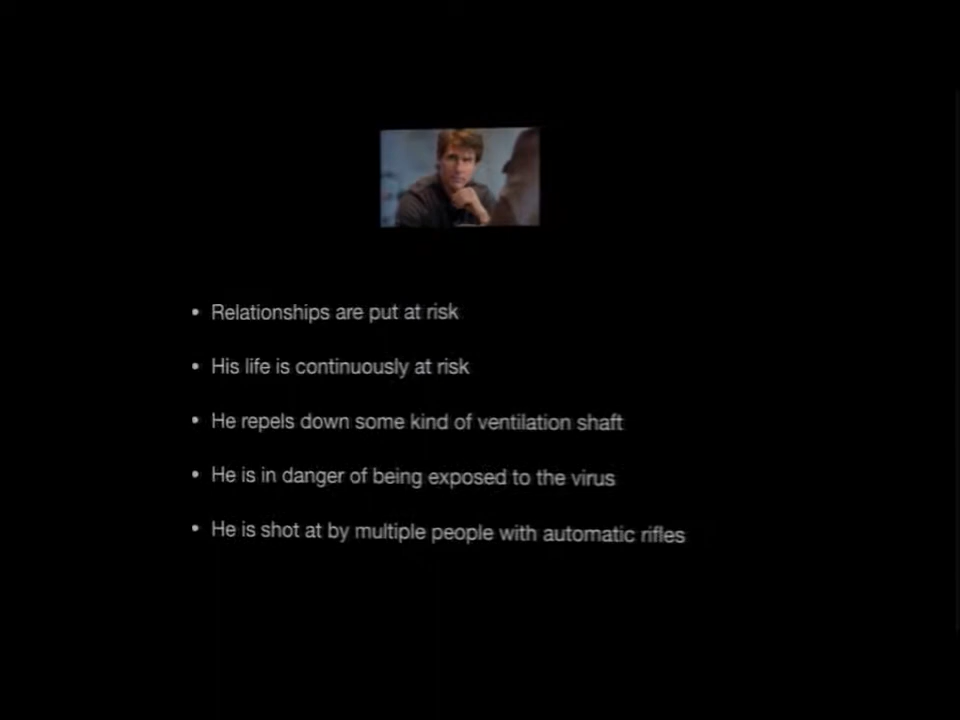 • Relationships are put at risk
• His life is continuously at risk
• He repels down some kind of ventilation shaft
• He is in danger of being exposed to the virus
• He is shot at by multiple people with automatic rifles